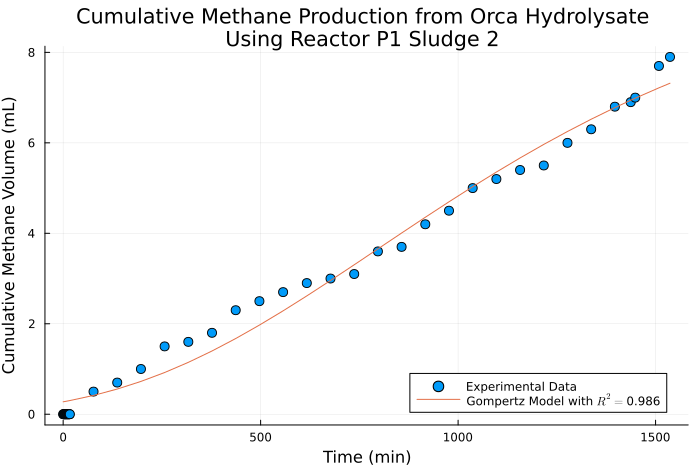 Cumulative Methane Production from Orca Hydrolysate
Using Reactor P1 Sludge 2
Cumulative Methane Volume (mL)
8
6
4
2
0
0 500 1000 1500
Time (min)
Experimental Data
Gompertz Model with R² = 0.986